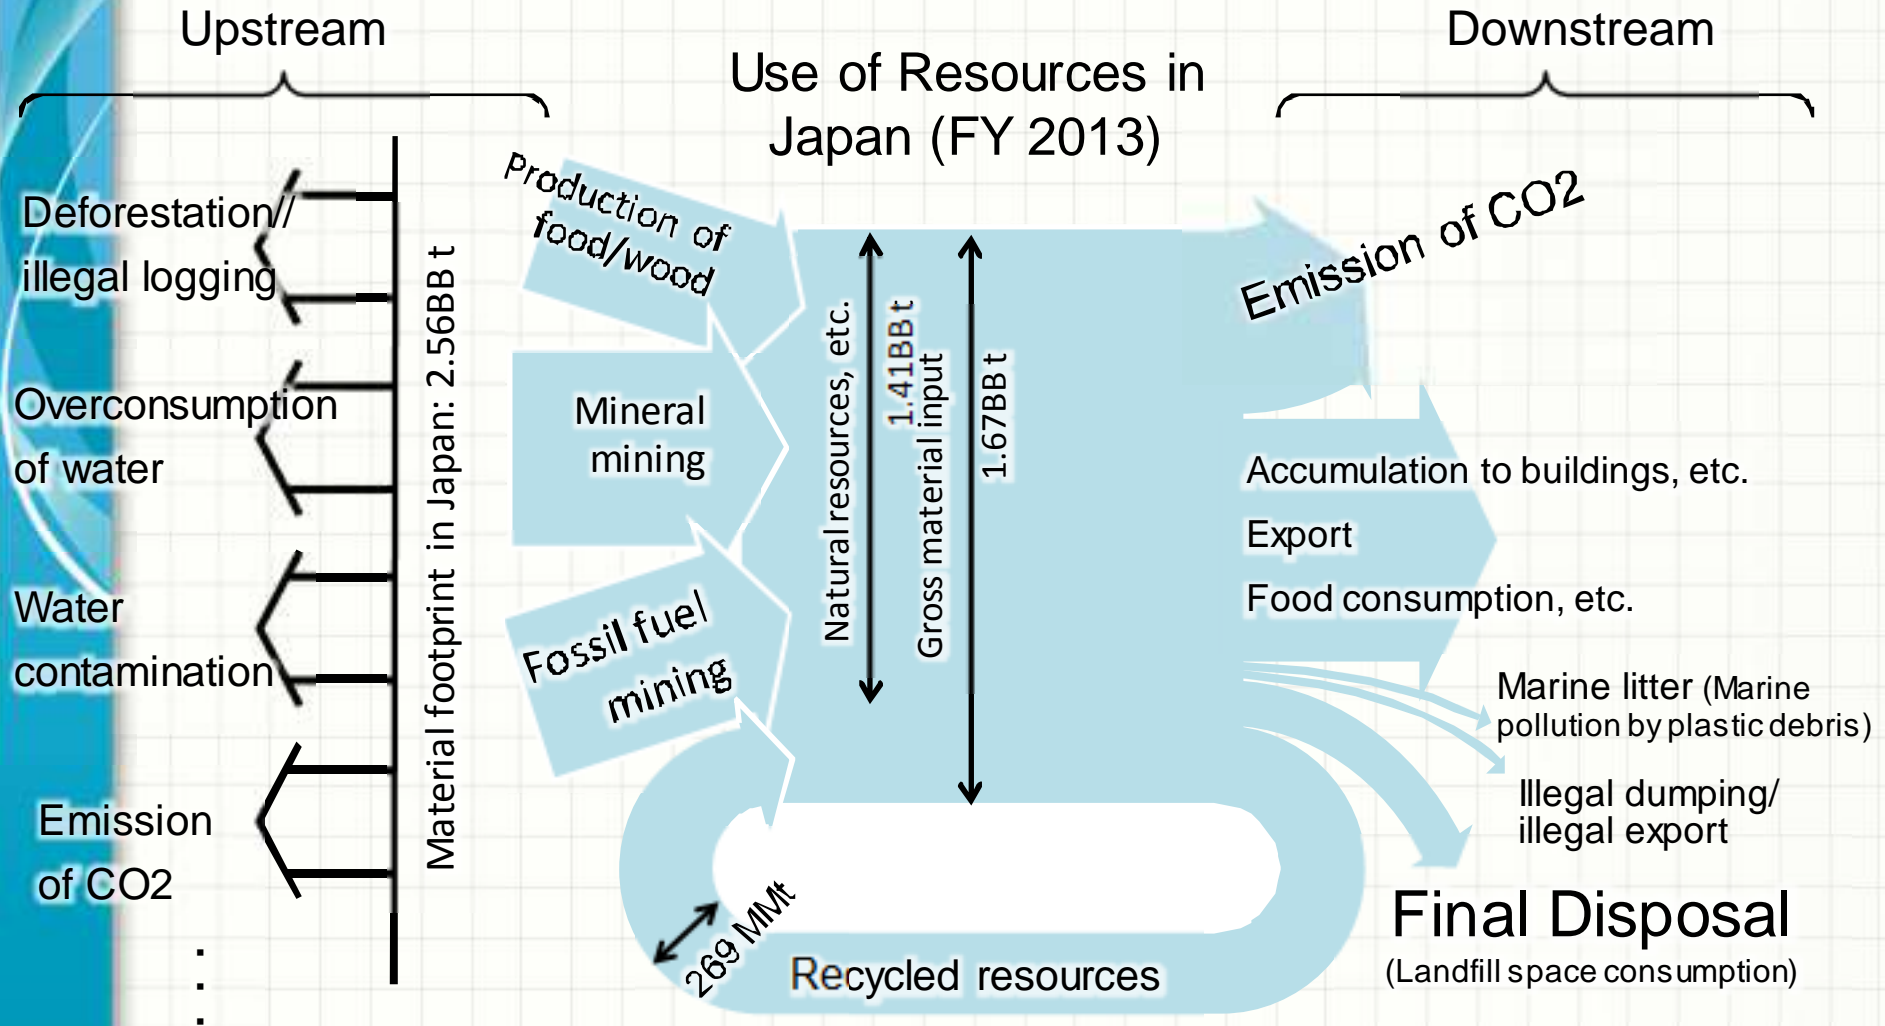 Upstream
Downstream
Use of Resources in
Japan (FY 2013)
Deforestation//
illegal logging
Overconsumption
of water
Water
contamination
Emission
of CO2
.
.
.
Material footprint in Japan: 2.56BB t
Production of
food/wood
Mineral
mining
Fossil fuel
mining
Natural resources, etc.
1.41BB t
Gross material input
1.67BB t
269 MMt
Recycled resources
Emission of CO2
Accumulation to buildings, etc.
Export
Food consumption, etc.
Marine litter (Marine
pollution by plastic debris)
Illegal dumping/
illegal export
Final Disposal
(Landfill space consumption)